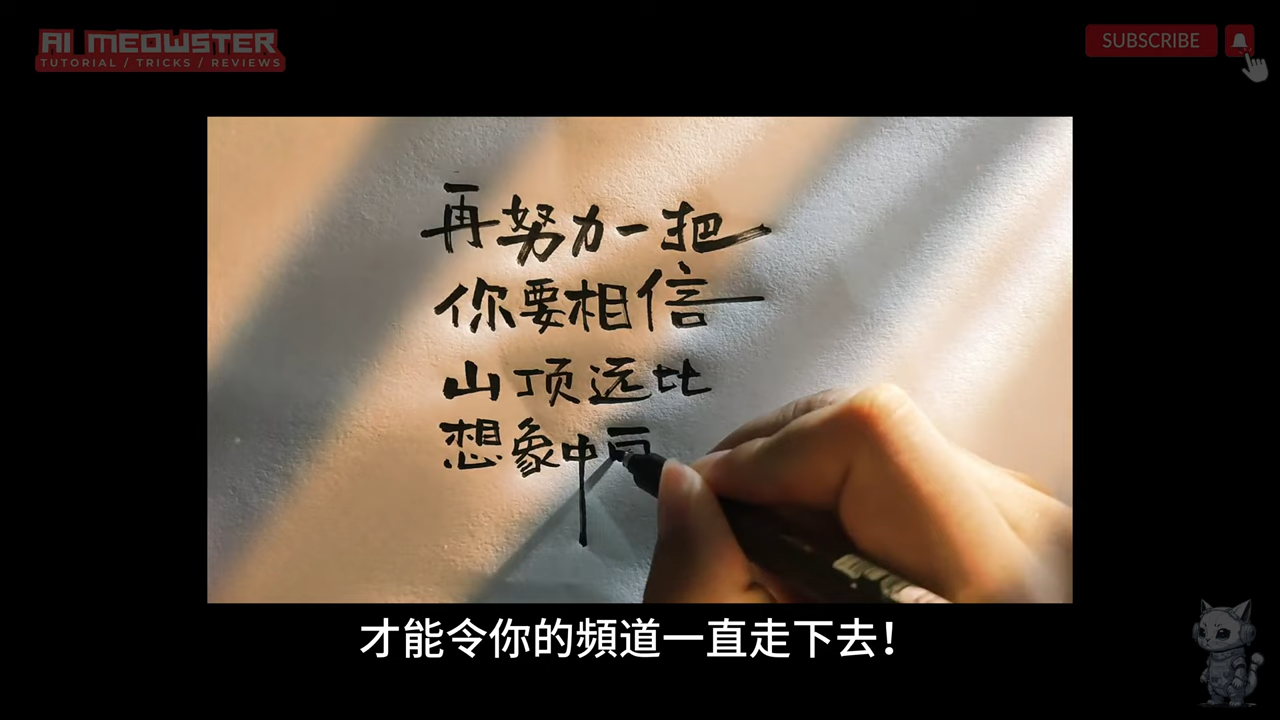 AI MEOWSTER
TUTORIAL / TRICKS / REVIEWS
SUBSCRIBE
再努力一把
你要相信
山顶远比
想象中
才能令你的頻道一直走下去！